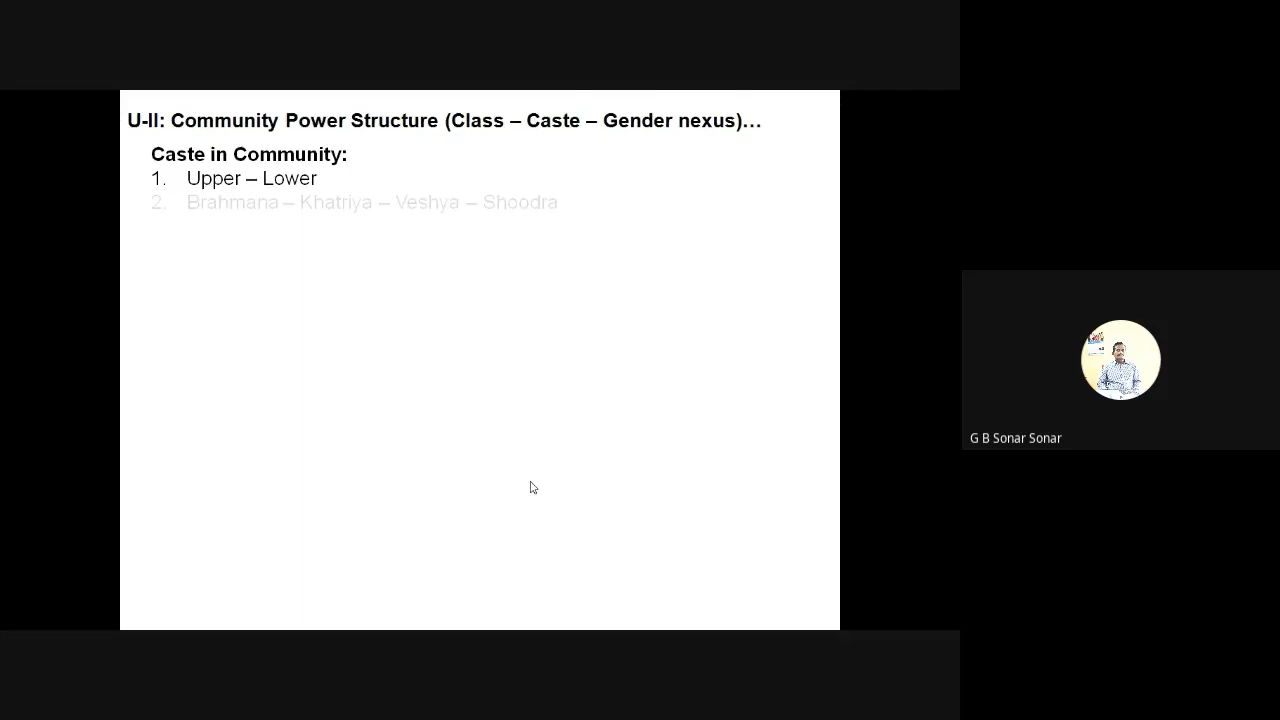 U-II: Community Power Structure (Class – Caste – Gender nexus)…
Caste in Community:
1. Upper – Lower
2. Brahmana – Khatriya – Veshya – Shoodra
G B Sonar Sonar